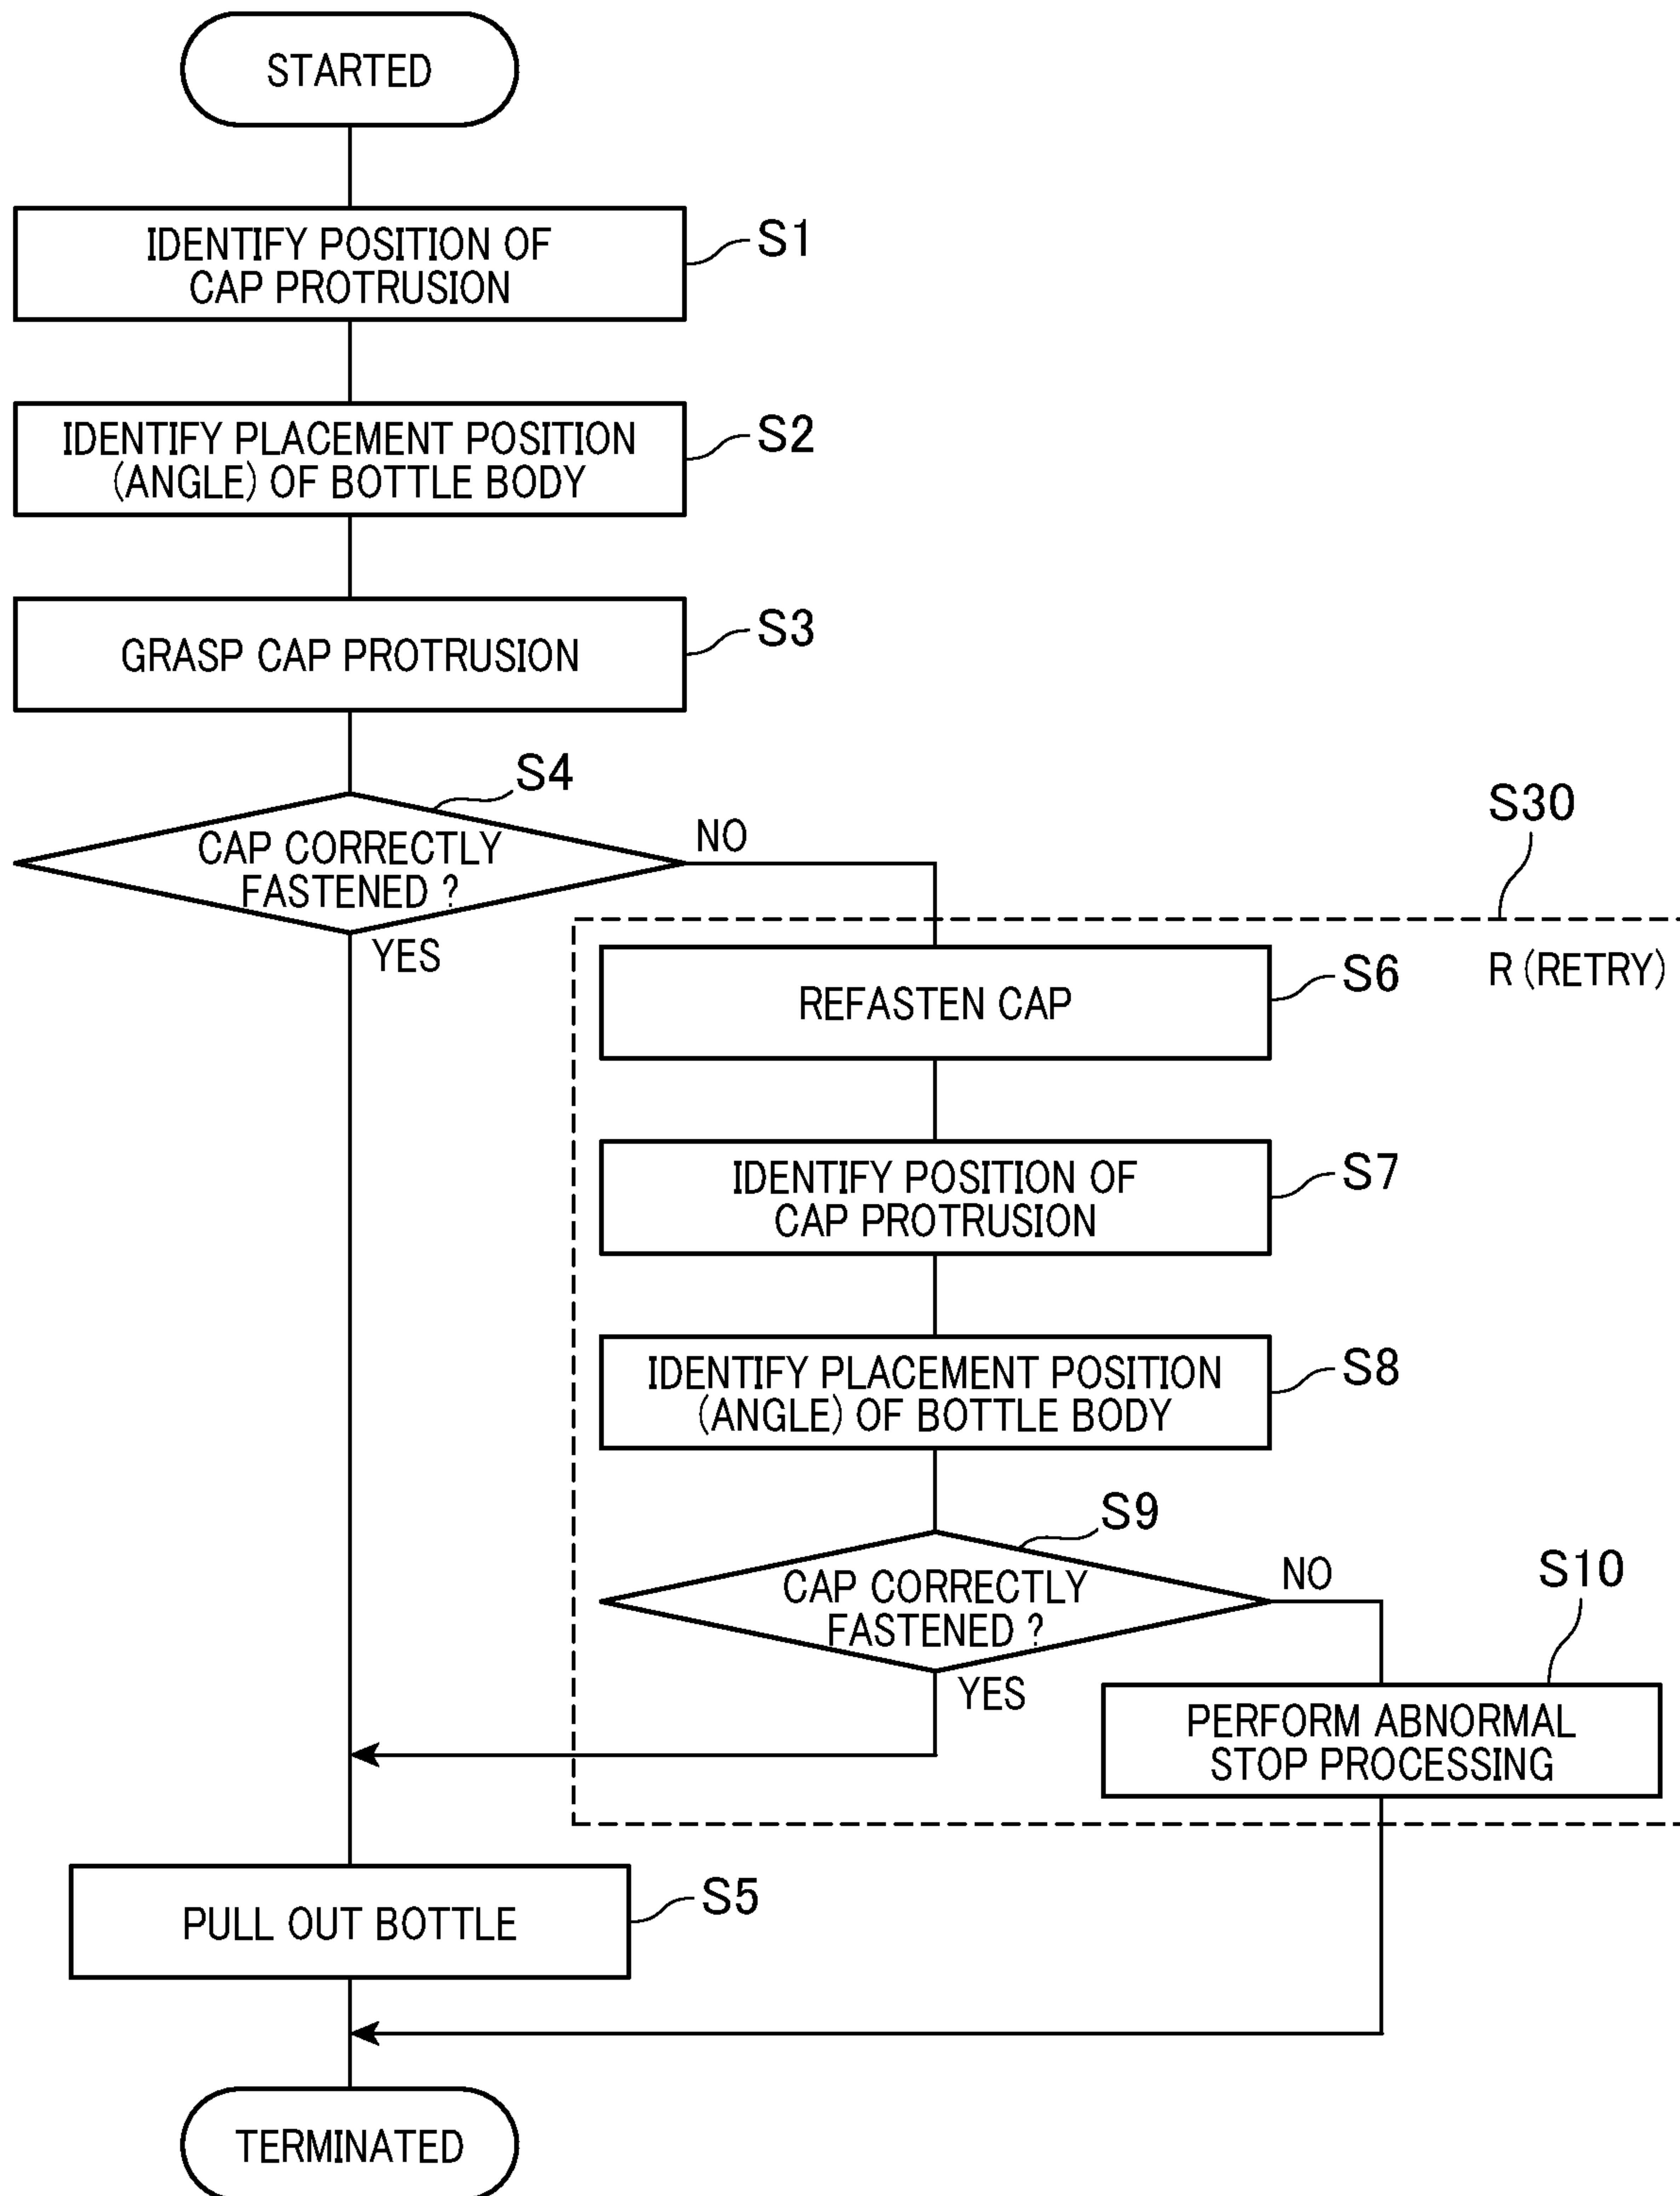 STARTED
IDENTIFY POSITION OF
CAP PROTRUSION
S1
IDENTIFY PLACEMENT POSITION
(ANGLE) OF BOTTLE BODY
S2
GRASP CAP PROTRUSION
S3
S4
CAP CORRECTLY
FASTENED ?
NO
YES
S30
R (RETRY)
REFASTEN CAP
S6
IDENTIFY POSITION OF
CAP PROTRUSION
S7
IDENTIFY PLACEMENT POSITION
(ANGLE) OF BOTTLE BODY
S8
S9
CAP CORRECTLY
FASTENED ?
NO
YES
S10
PERFORM ABNORMAL
STOP PROCESSING
PULL OUT BOTTLE
S5
TERMINATED